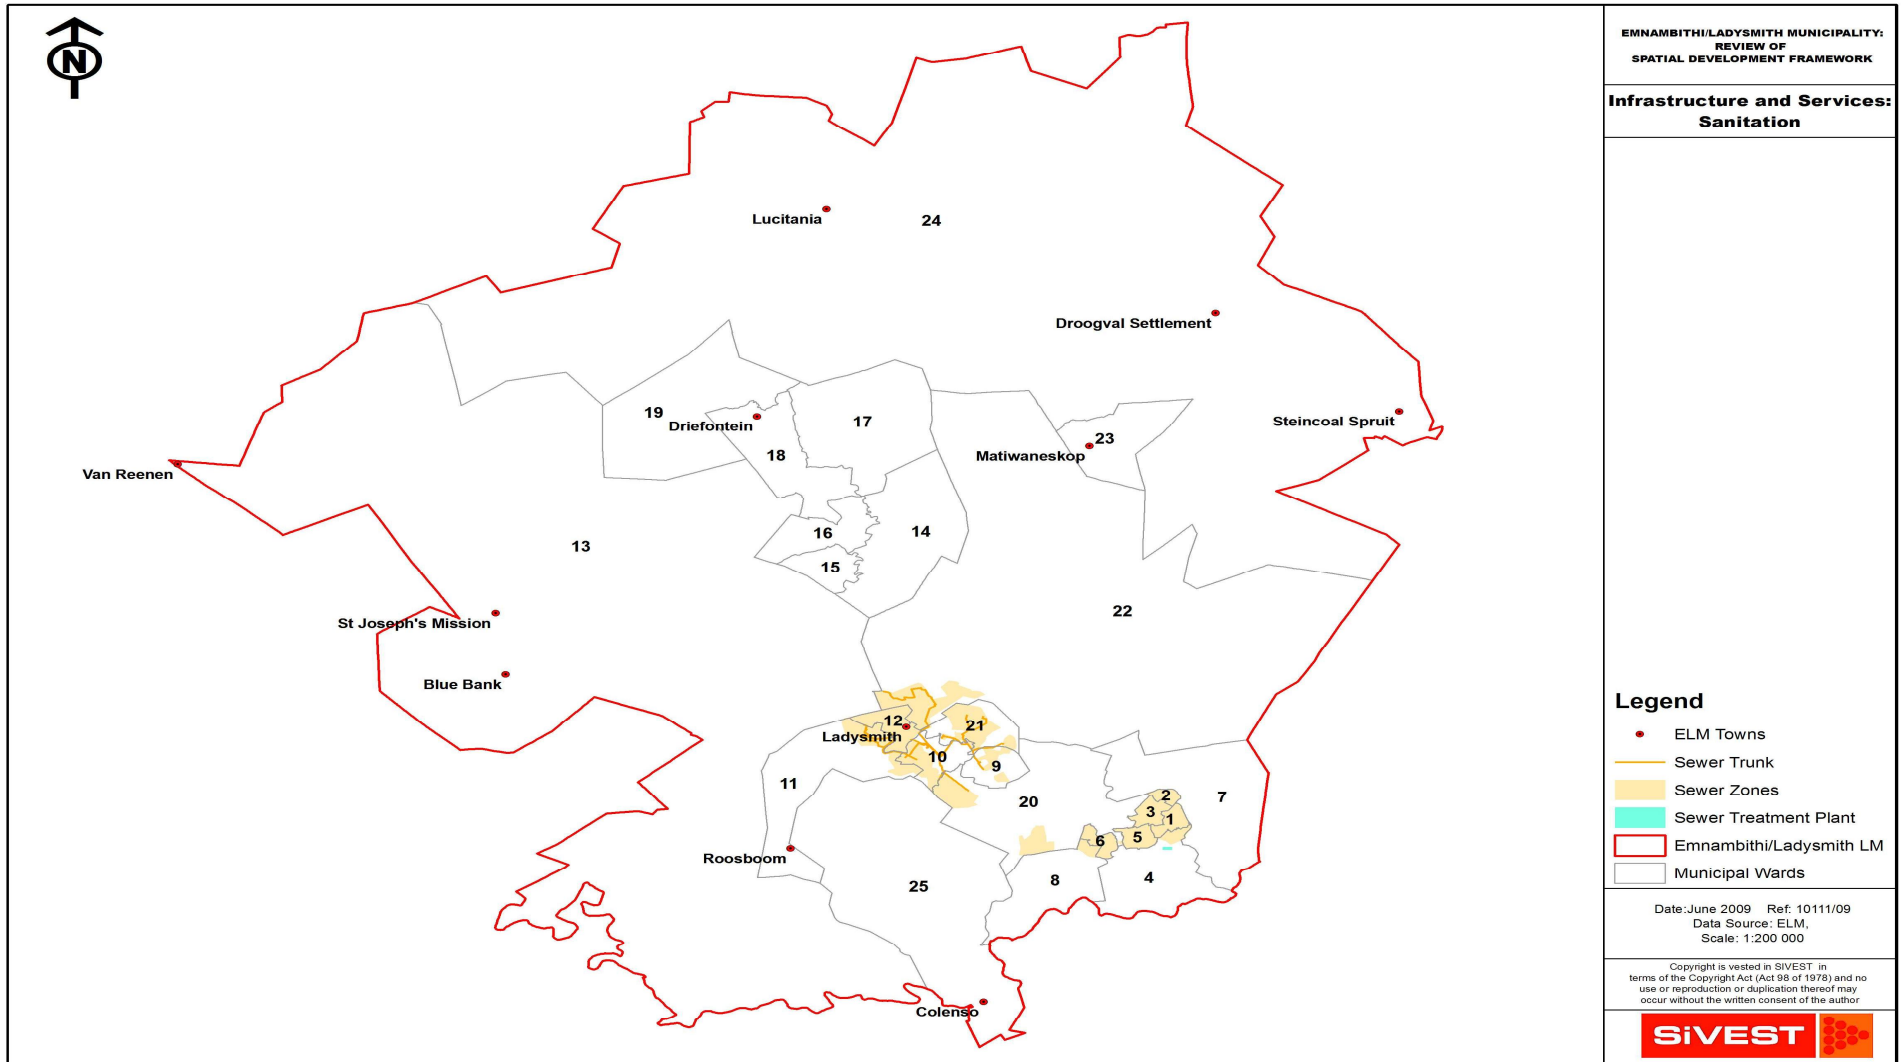 N
EMNAMBITHI/LADYSMITH MUNICIPALITY:
REVIEW OF
SPATIAL DEVELOPMENT FRAMEWORK
Infrastructure and Services:
Sanitation
Lucitania
24
Droogval Settlement
19
Driefontein
17
Steincoal Spruit
23
Matiwaneskop
18
Van Reenen
16
14
13
15
22
St Joseph's Mission
Blue Bank
12
21
Ladysmith
10
9
11
20
7
2
3
1
5
6
Roosboom
25
8
4
Colenso
Legend
ELM Towns
Sewer Trunk
Sewer Zones
Sewer Treatment Plant
Emnambithi/Ladysmith LM
Municipal Wards
Date:June 2009 Ref: 10111/09
Data Source: ELM,
Scale: 1:200 000
Copyright is vested in SIVEST in
terms of the Copyright Act (Act 98 of 1978) and no
use or reproduction or duplication thereof may
occur without the written consent of the author
SiVEST